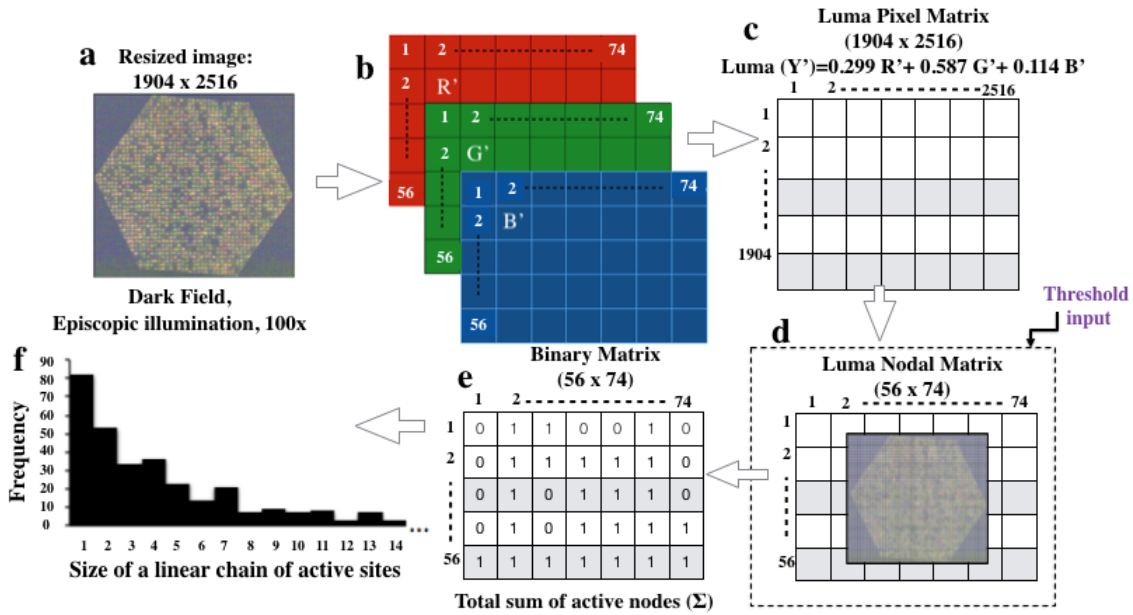 a
Resized image:
1904 x 2516
Dark Field,
Episcopic illumination, 100x
b
1 2 74
2 R'
56
1 2 74
2 G'
56
1 2 74
2 B'
56
c
Luma Pixel Matrix
(1904 x 2516)
Luma (Y')=0.299 R'+ 0.587 G'+ 0.114 B'
1 2 2516
1
2
1904
Threshold
input
d
Luma Nodal Matrix
(56 x 74)
1 2 74
1
2
56
e
Binary Matrix
(56 x 74)
1 2 74
1 0 1 1 0 0 1 0
2 0 1 1 1 1 1 0
0 1 0 1 1 1 0
0 1 0 1 1 1 1
56 1 1 1 1 1 1 1
Total sum of active nodes (Σ)
f
Frequency
90
80
70
60
50
40
30
20
10
0
1 2 3 4 5 6 7 8 9 10 11 12 13 14 ...
Size of a linear chain of active sites